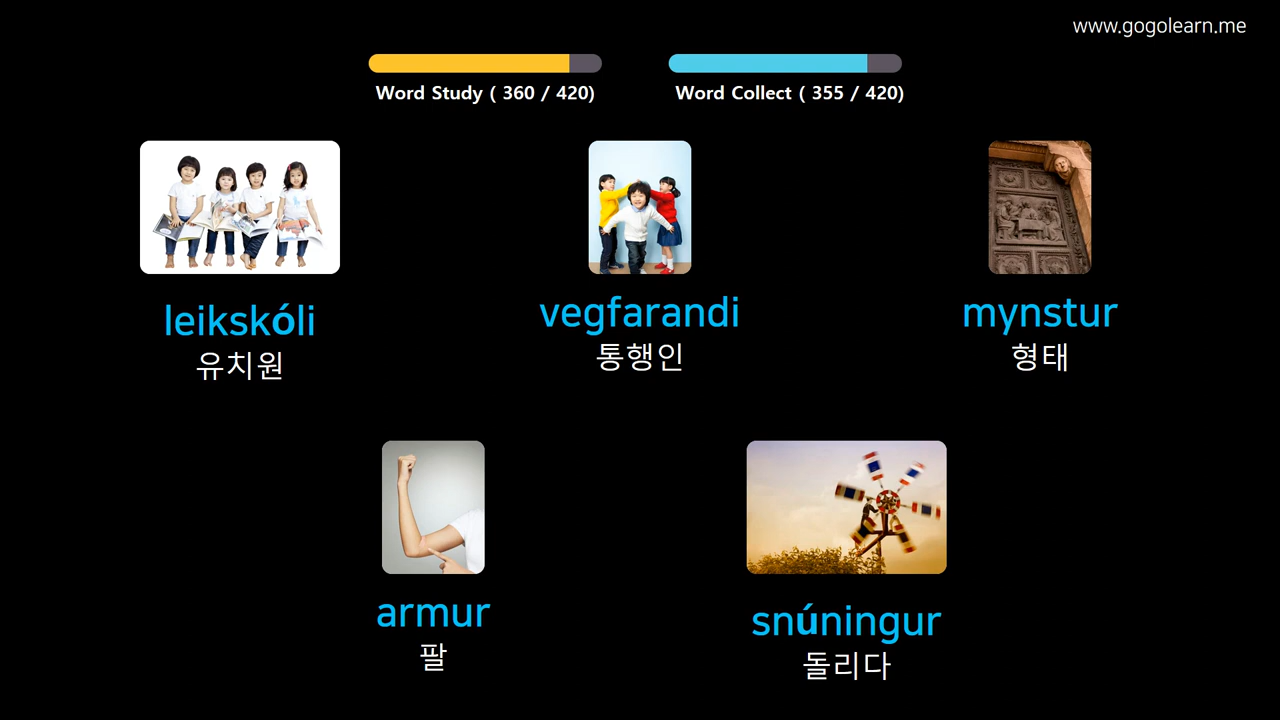 www.gogolearn.me
Word Study ( 360 / 420)
Word Collect ( 355 / 420)
leikskóli
유치원
vegfarandi
통행인
mynstur
형태
armur
팔
snúningur
돌리다